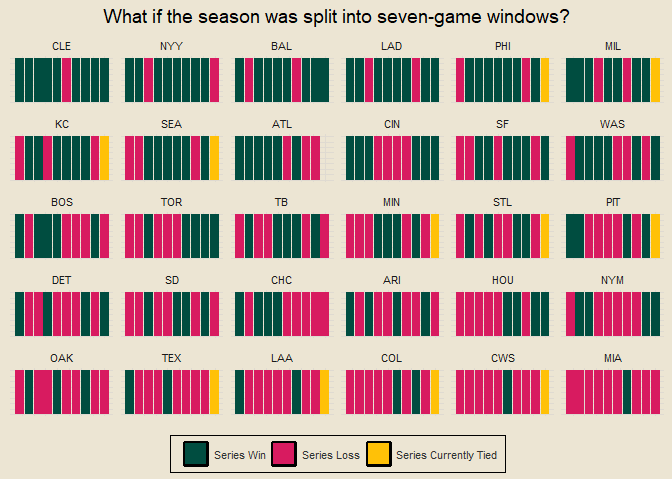 What if the season was split into seven-game windows?
CLE NYY BAL LAD PHI MIL
KC SEA ATL CIN SF WAS
BOS TOR TB MIN STL PIT
DET SD CHC ARI HOU NYM
OAK TEX LAA COL CWS MIA
Series Win Series Loss Series Currently Tied